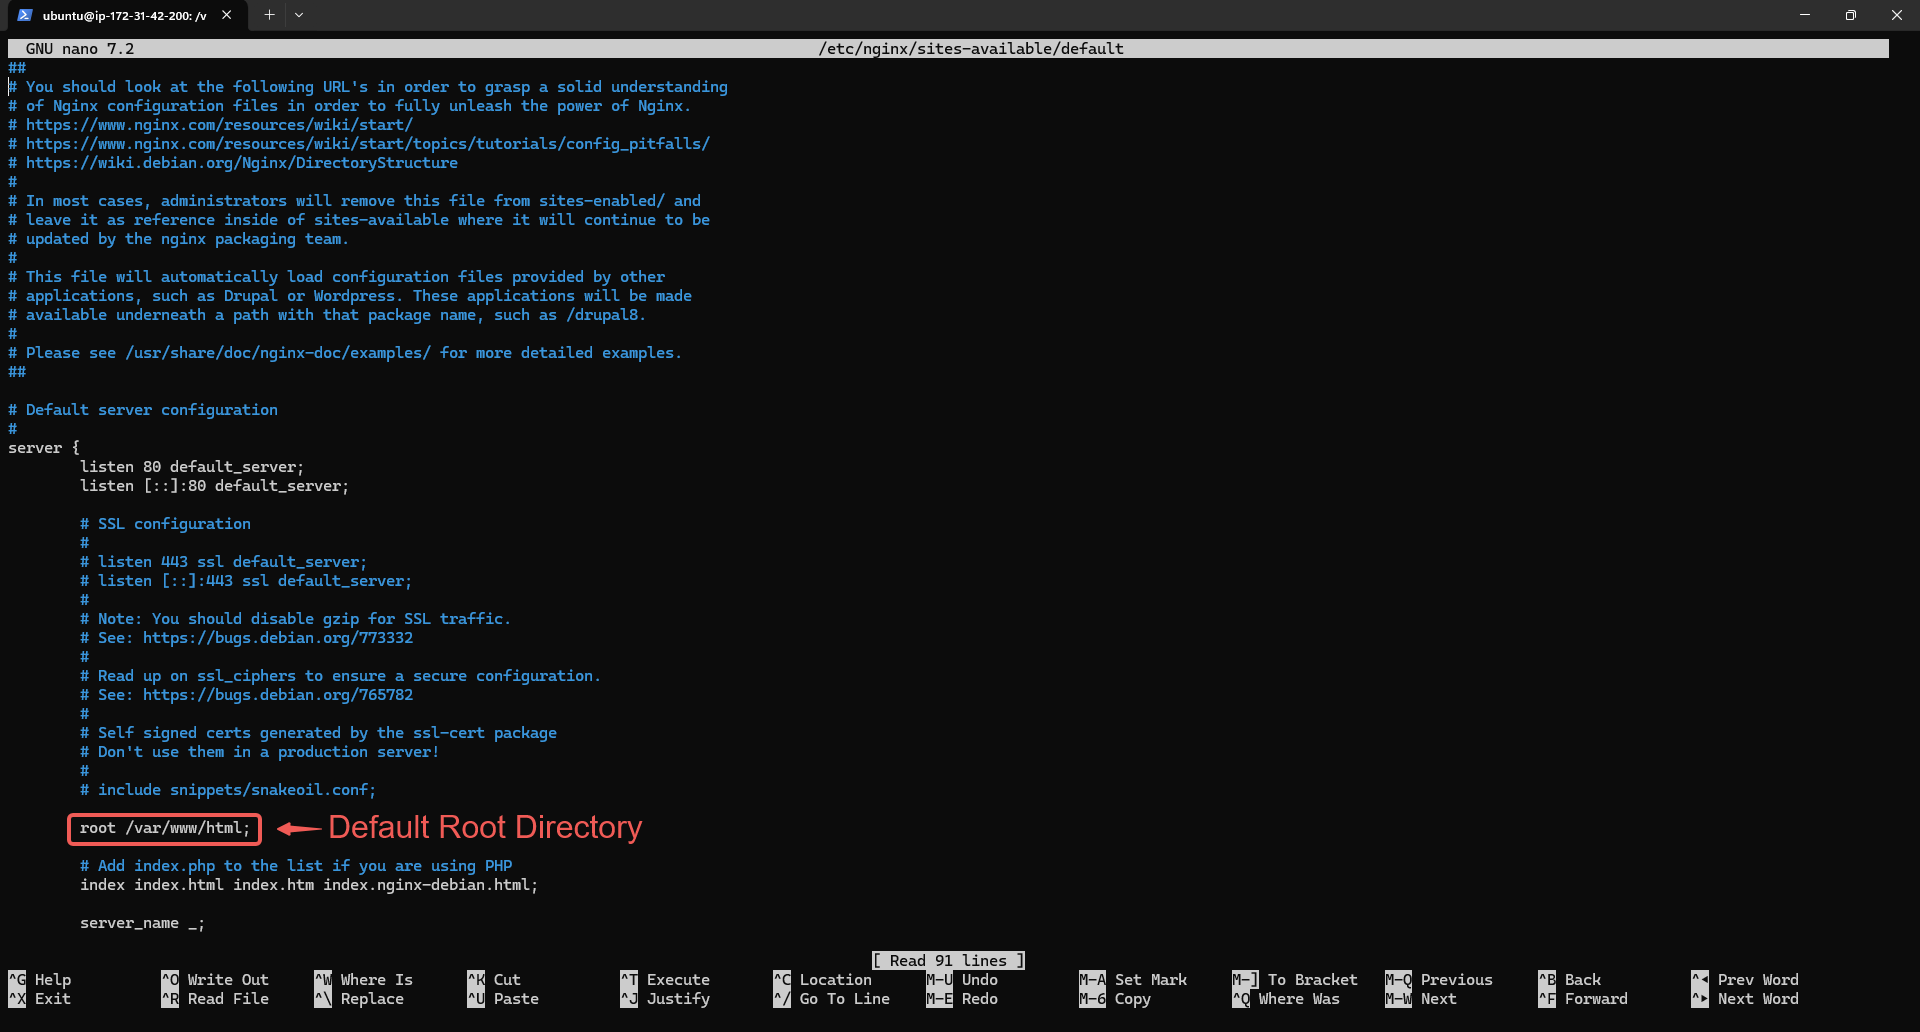 ubuntu@ip-172-31-42-200: /v
GNU nano 7.2 /etc/nginx/sites-available/default
##
# You should look at the following URL's in order to grasp a solid understanding
# of Nginx configuration files in order to fully unleash the power of Nginx.
# https://www.nginx.com/resources/wiki/start/
# https://www.nginx.com/resources/wiki/start/topics/tutorials/config_pitfalls/
# https://wiki.debian.org/Nginx/DirectoryStructure
#
# In most cases, administrators will remove this file from sites-enabled/ and
# leave it as reference inside of sites-available where it will continue to be
# updated by the nginx packaging team.
#
# This file will automatically load configuration files provided by other
# applications, such as Drupal or Wordpress. These applications will be made
# available underneath a path with that package name, such as /drupal8.
#
# Please see /usr/share/doc/nginx-doc/examples/ for more detailed examples.
##
# Default server configuration
#
server {
listen 80 default_server;
listen [::]:80 default_server;
# SSL configuration
#
# listen 443 ssl default_server;
# listen [::]:443 ssl default_server;
#
# Note: You should disable gzip for SSL traffic.
# See: https://bugs.debian.org/773332
#
# Read up on ssl_ciphers to ensure a secure configuration.
# See: https://bugs.debian.org/765782
#
# Self signed certs generated by the ssl-cert package
# Don't use them in a production server!
#
# include snippets/snakeoil.conf;
root /var/www/html; Default Root Directory
# Add index.php to the list if you are using PHP
index index.html index.htm index.nginx-debian.html;
server_name _;
[ Read 91 lines ]
^G Help ^O Write Out ^W Where Is ^K Cut ^T Execute ^C Location M-U Undo M-A Set Mark M-] To Bracket M-Q Previous ^B Back ^◂ Prev Word
^X Exit ^R Read File ^\ Replace ^U Paste ^J Justify ^/ Go To Line M-E Redo M-6 Copy ^Q Where Was M-W Next ^F Forward ^▸ Next Word